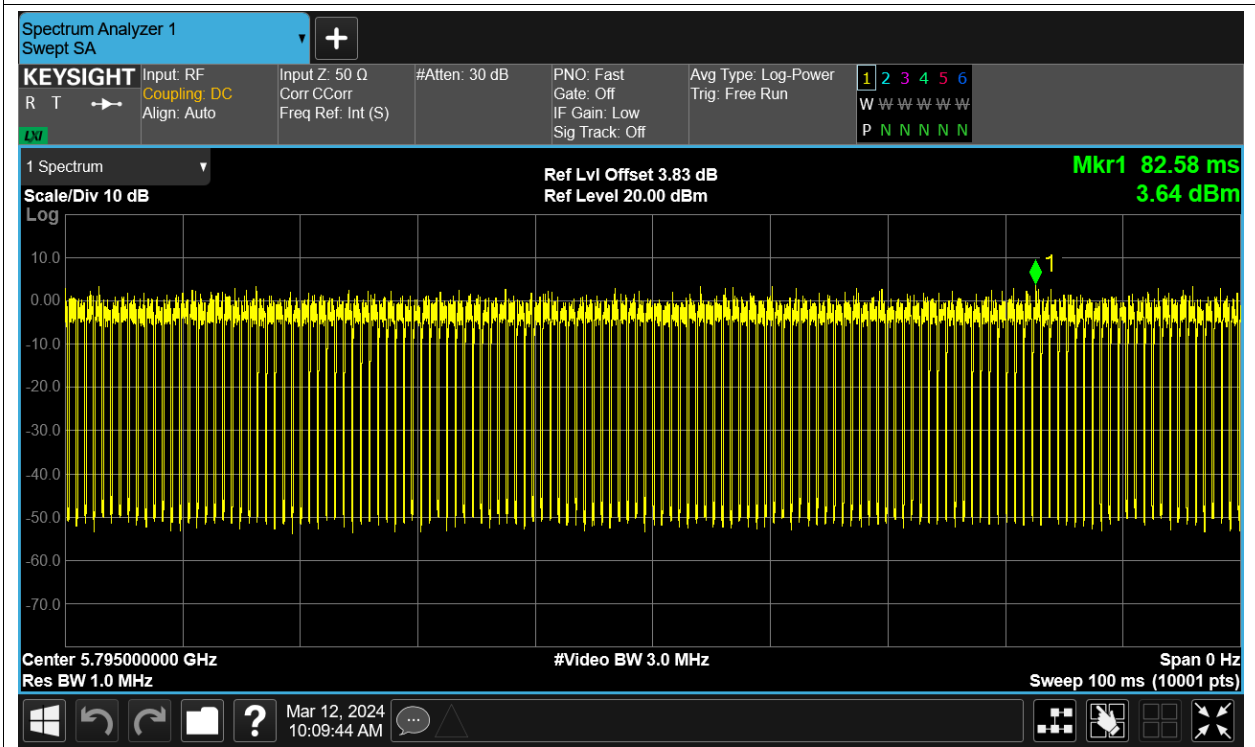 Spectrum Analyzer 1
Swept SA
KEYSIGHT
R T
LXI
Input: RF
Coupling: DC
Align: Auto
Input Z: 50 Ω
Corr CCorr
Freq Ref: Int (S)
#Atten: 30 dB
PNO: Fast
Gate: Off
IF Gain: Low
Sig Track: Off
Avg Type: Log-Power
Trig: Free Run
1 2 3 4 5 6
W W W W W W
P N N N N N
1 Spectrum
Scale/Div 10 dB
Ref Lvl Offset 3.83 dB
Ref Level 20.00 dBm
Mkr1 82.58 ms
3.64 dBm
Log
10.0
0.00
-10.0
-20.0
-30.0
-40.0
-50.0
-60.0
-70.0
1
Center 5.795000000 GHz
Res BW 1.0 MHz
#Video BW 3.0 MHz
Span 0 Hz
Sweep 100 ms (10001 pts)
Mar 12, 2024
10:09:44 AM